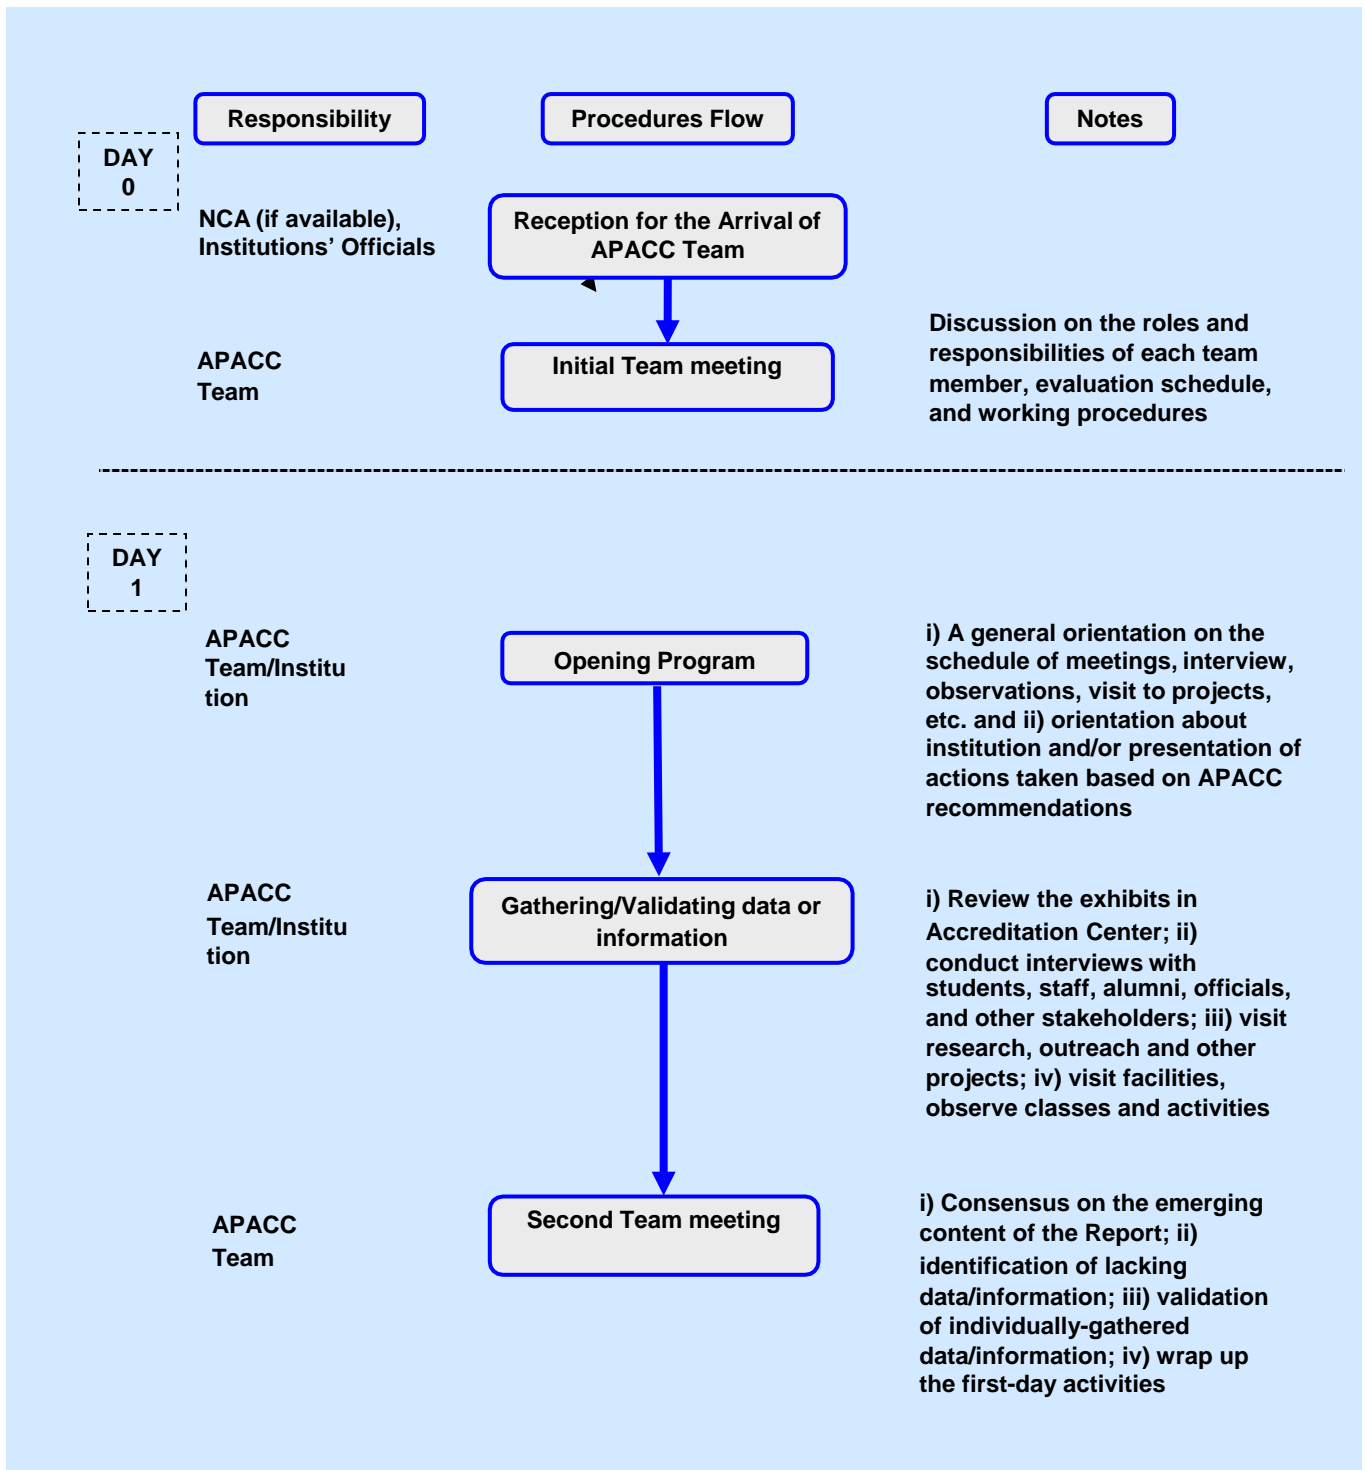 Responsibility
Procedures Flow
Notes
DAY
0
NCA (if available),
Institutions’ Officials
Reception for the Arrival of
APACC Team
APACC
Team
Initial Team meeting
Discussion on the roles and
responsibilities of each team
member, evaluation schedule,
and working procedures
DAY
1
APACC
Team/Institu
tion
Opening Program
i) A general orientation on the
schedule of meetings, interview,
observations, visit to projects,
etc. and ii) orientation about
institution and/or presentation of
actions taken based on APACC
recommendations
APACC
Team/Institu
tion
Gathering/Validating data or
information
i) Review the exhibits in
Accreditation Center; ii)
conduct interviews with
students, staff, alumni, officials,
and other stakeholders; iii) visit
research, outreach and other
projects; iv) visit facilities,
observe classes and activities
APACC
Team
Second Team meeting
i) Consensus on the emerging
content of the Report; ii)
identification of lacking
data/information; iii) validation
of individually-gathered
data/information; iv) wrap up
the first-day activities